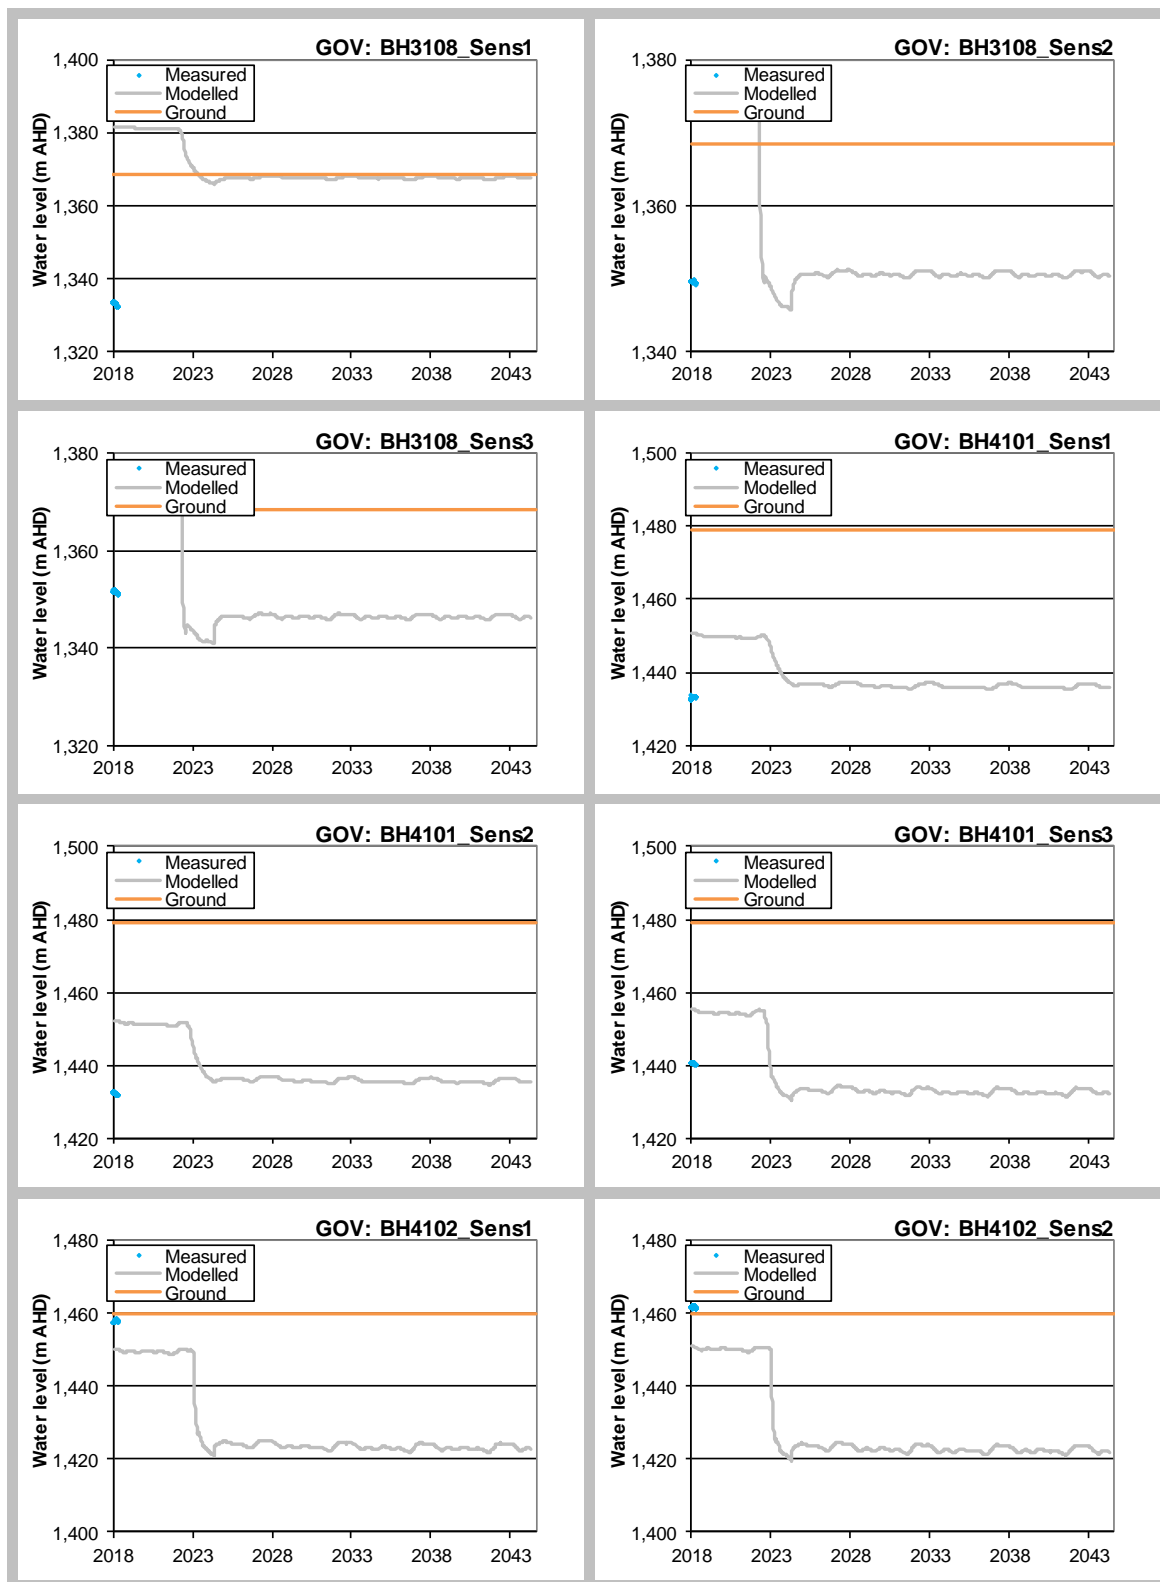 GOV: BH3108_Sens1
Water level (m AHD)
1,400
1,380
1,360
1,340
1,320
Measured
Modelled
Ground
2018 2023 2028 2033 2038 2043
GOV: BH3108_Sens2
Water level (m AHD)
1,380
1,360
1,340
Measured
Modelled
Ground
2018 2023 2028 2033 2038 2043
GOV: BH3108_Sens3
Water level (m AHD)
1,380
1,360
1,340
1,320
Measured
Modelled
Ground
2018 2023 2028 2033 2038 2043
GOV: BH4101_Sens1
Water level (m AHD)
1,500
1,480
1,460
1,440
1,420
Measured
Modelled
Ground
2018 2023 2028 2033 2038 2043
GOV: BH4101_Sens2
Water level (m AHD)
1,500
1,480
1,460
1,440
1,420
Measured
Modelled
Ground
2018 2023 2028 2033 2038 2043
GOV: BH4101_Sens3
Water level (m AHD)
1,500
1,480
1,460
1,440
1,420
Measured
Modelled
Ground
2018 2023 2028 2033 2038 2043
GOV: BH4102_Sens1
Water level (m AHD)
1,480
1,460
1,440
1,420
1,400
Measured
Modelled
Ground
2018 2023 2028 2033 2038 2043
GOV: BH4102_Sens2
Water level (m AHD)
1,480
1,460
1,440
1,420
1,400
Measured
Modelled
Ground
2018 2023 2028 2033 2038 2043